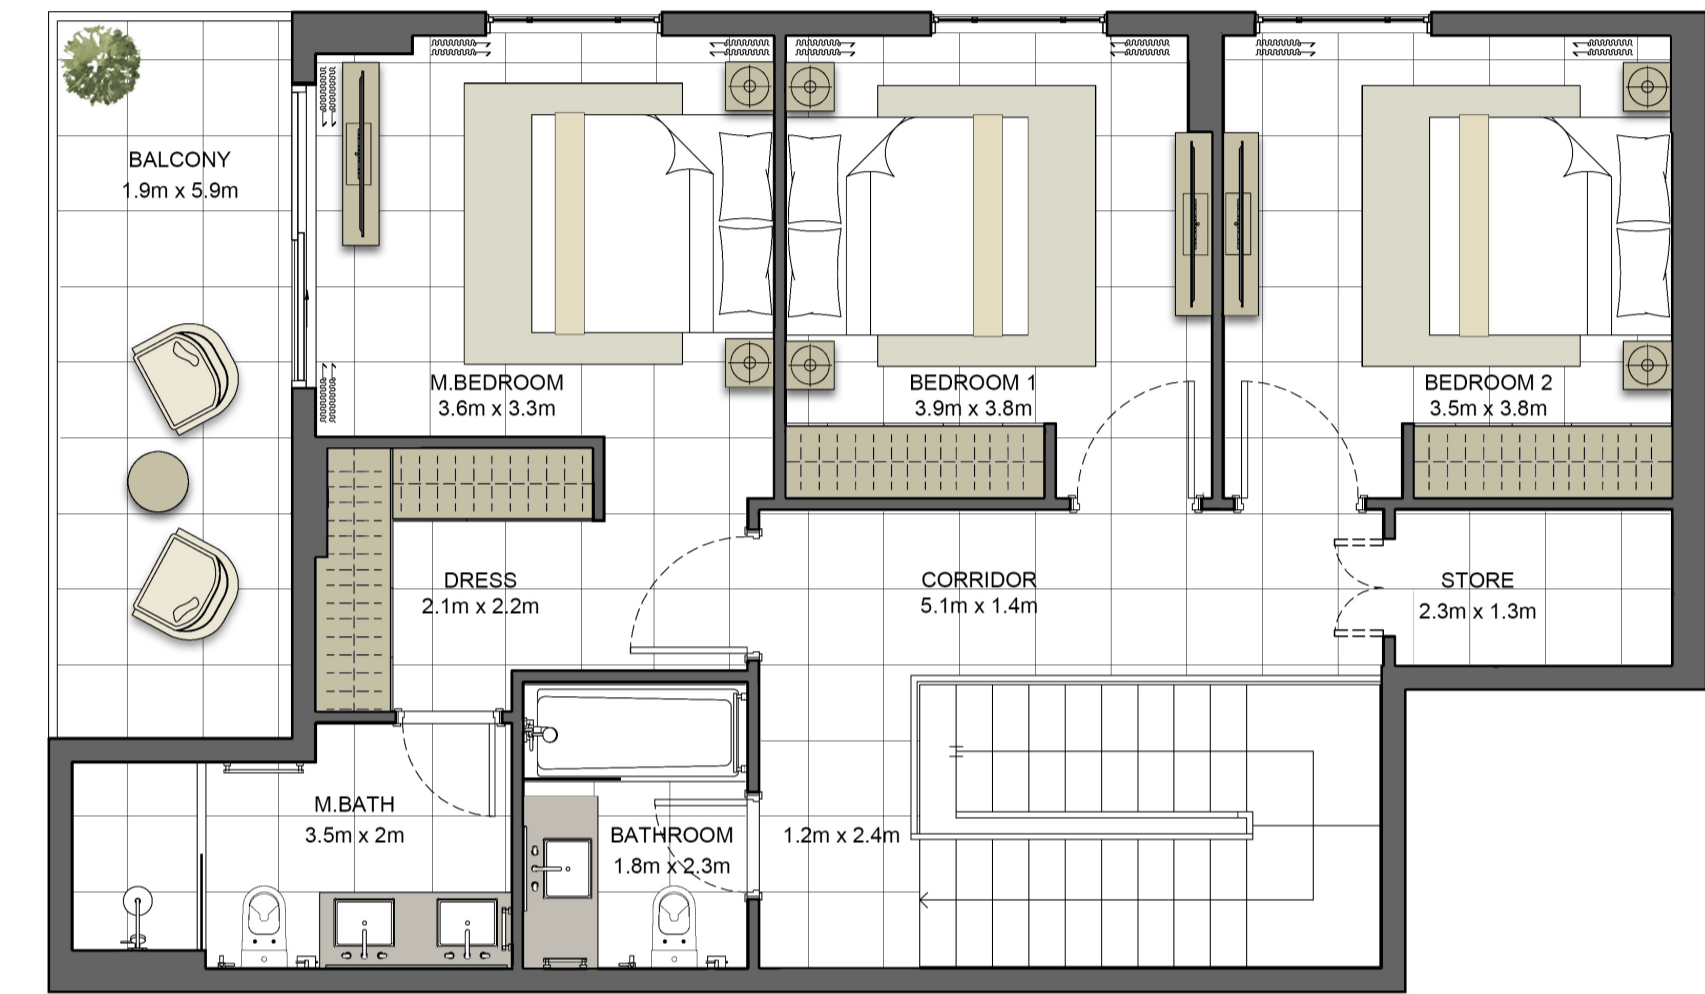 BALCONY
1.9m x 5.9m
M.BEDROOM
3.6m x 3.3m
BEDROOM 1
3.9m x 3.8m
BEDROOM 2
3.5m x 3.8m
DRESS
2.1m x 2.2m
CORRIDOR
5.1m x 1.4m
STORE
2.3m x 1.3m
M.BATH
3.5m x 2m
BATHROOM
1.8m x 2.3m
1.2m x 2.4m